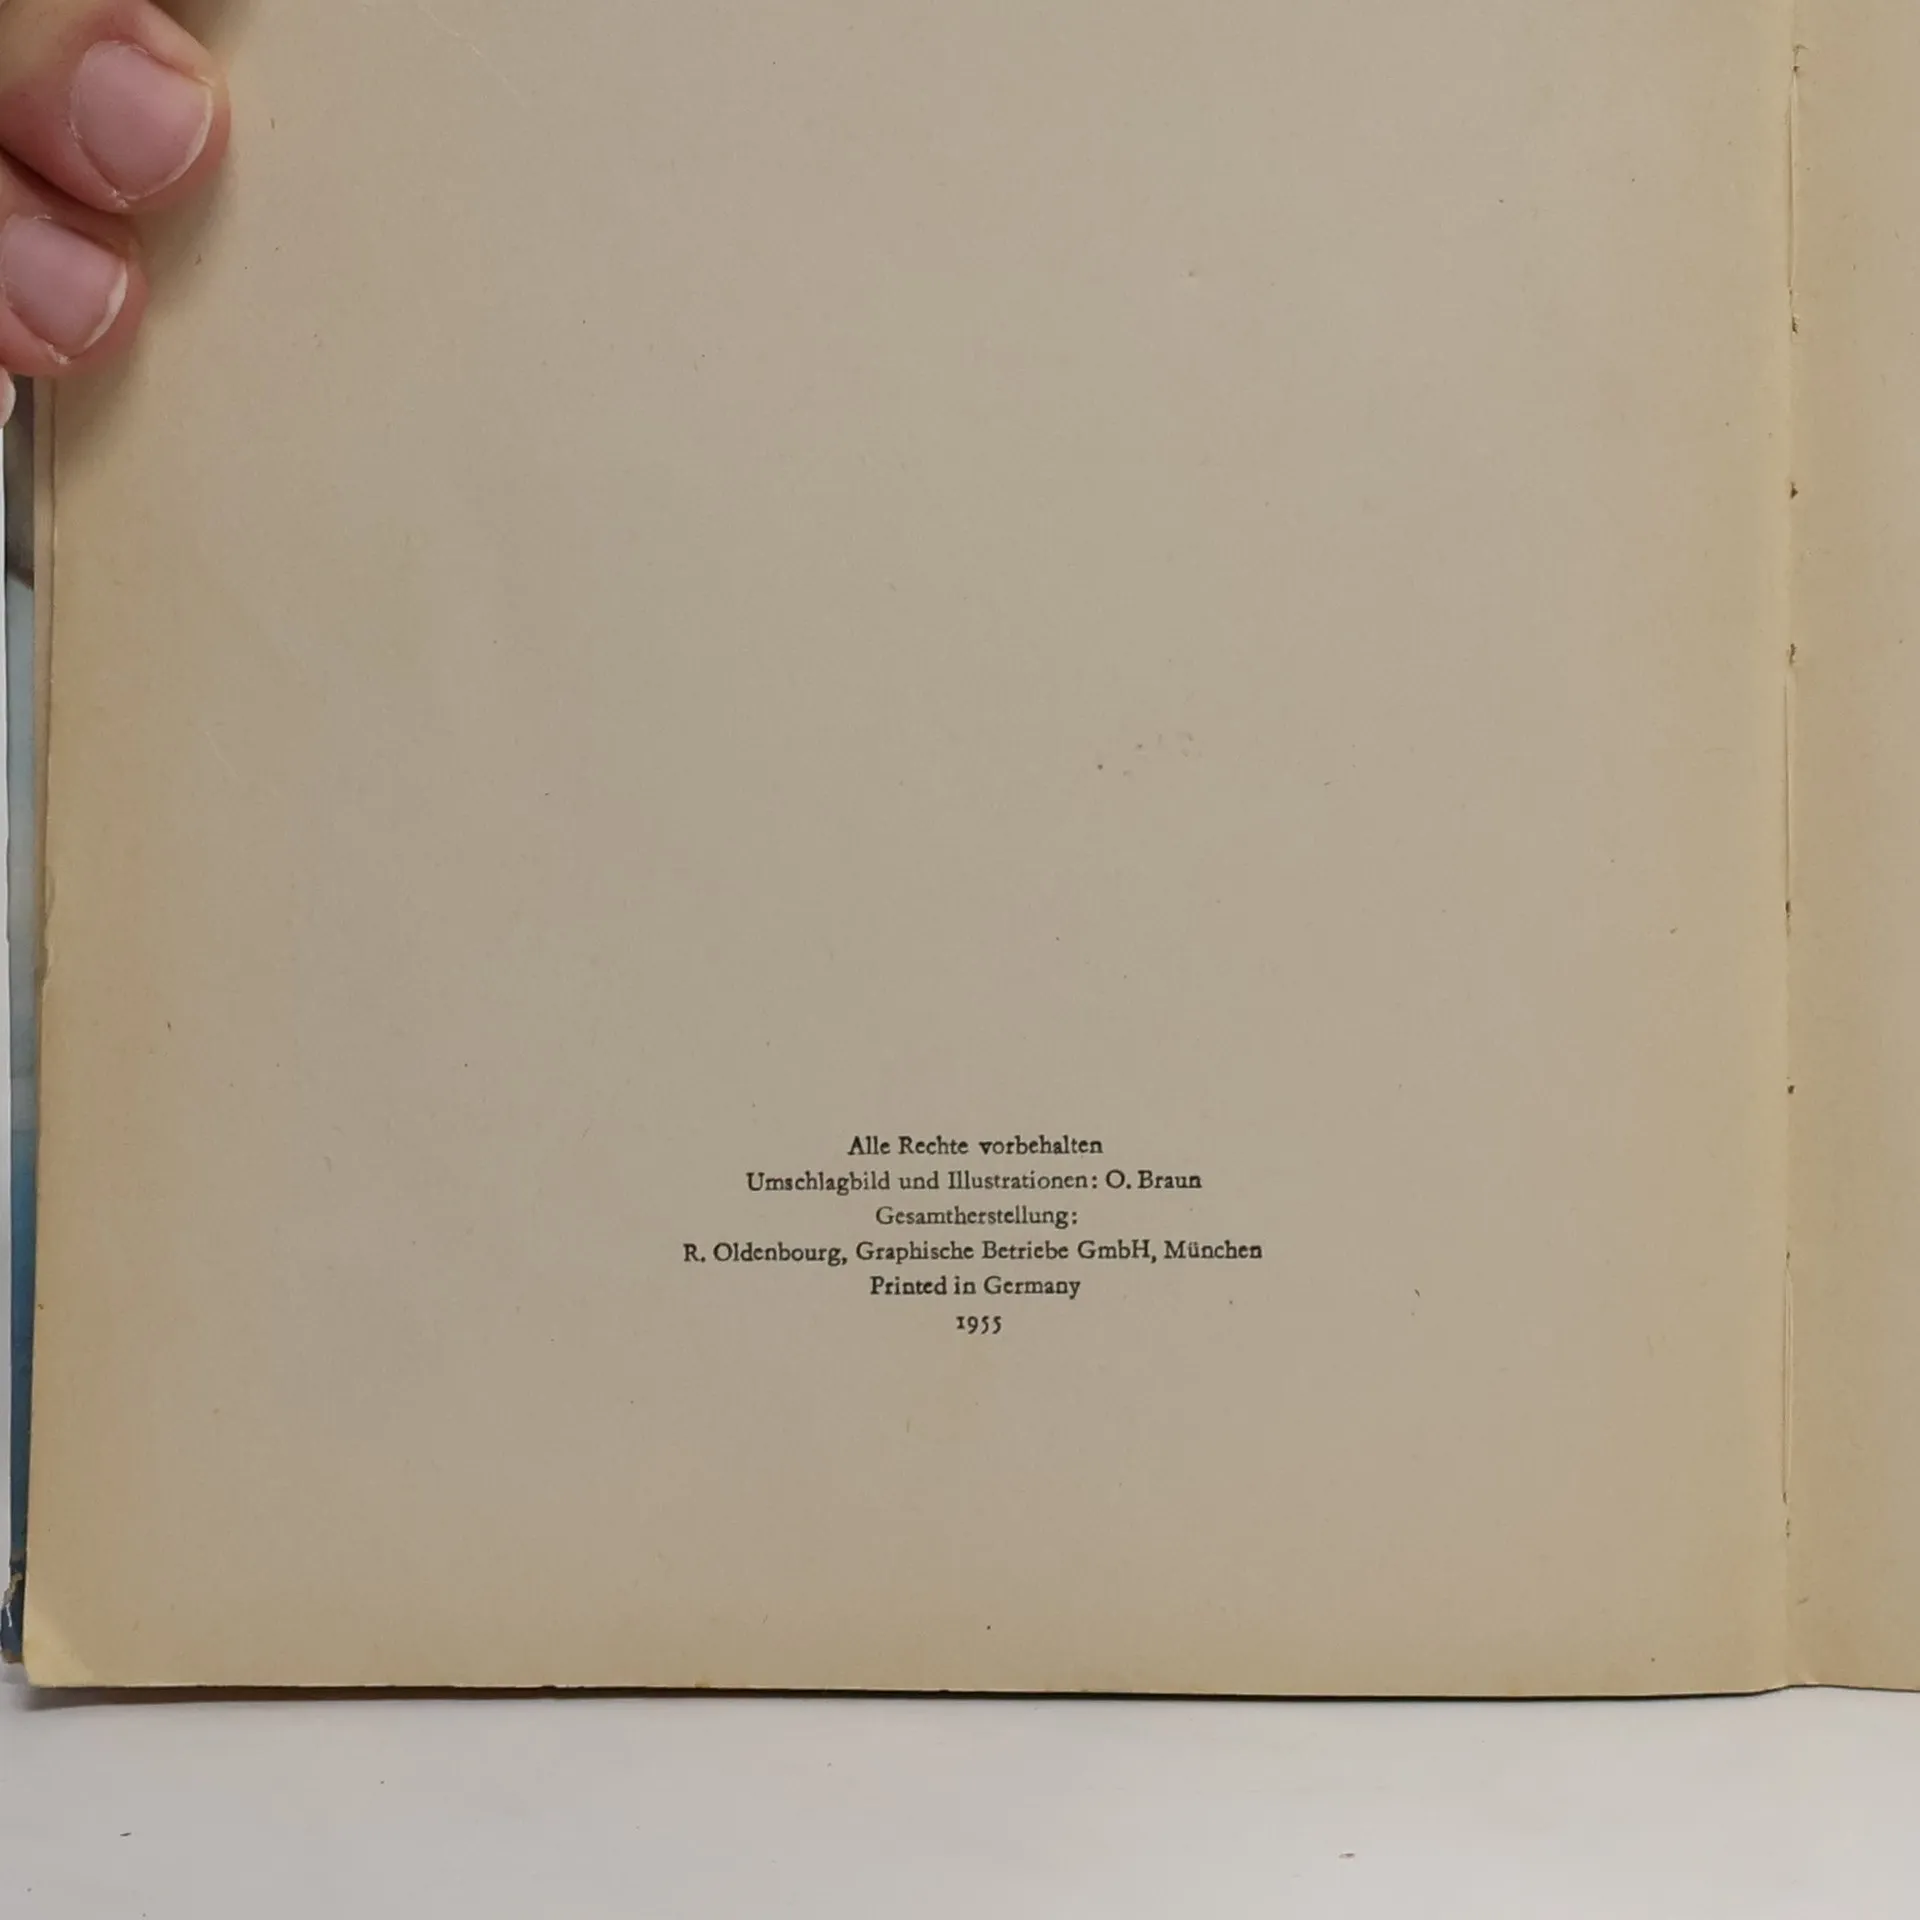 Alle Rechte vorbehalten
Umschlagbild und Illustrationen: O. Braun
Gesamtherstellung:
R. Oldenbourg, Graphische Betriebe GmbH, München
Printed in Germany
1955